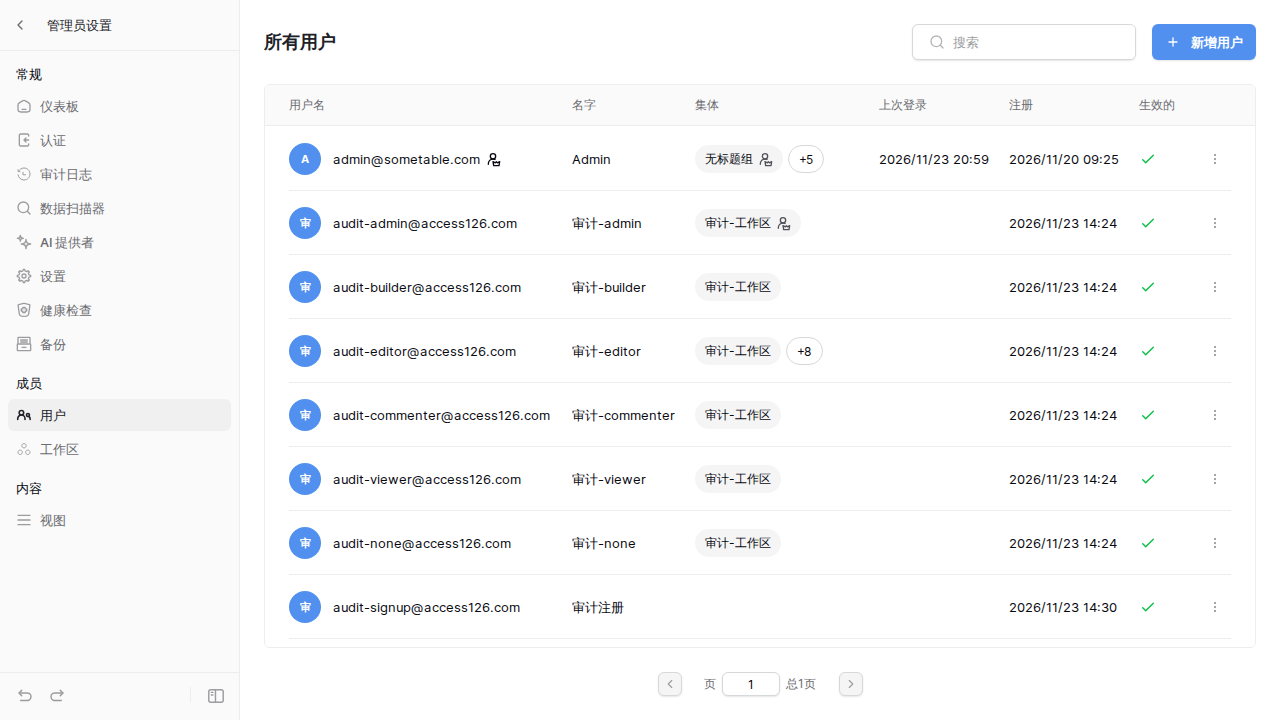 管理员设置
常规
仪表板
认证
审计日志
数据扫描器
AI 提供者
设置
健康检查
备份
成员
用户
工作区
内容
视图
所有用户
搜索
新增用户
用户名 名字 集体 上次登录 注册 生效的
A admin@sometable.com Admin 无标题组 +5 2026/11/23 20:59 2026/11/20 09:25
审 audit-admin@access126.com 审计-admin 审计-工作区 2026/11/23 14:24
审 audit-builder@access126.com 审计-builder 审计-工作区 2026/11/23 14:24
审 audit-editor@access126.com 审计-editor 审计-工作区 +8 2026/11/23 14:24
审 audit-commenter@access126.com 审计-commenter 审计-工作区 2026/11/23 14:24
审 audit-viewer@access126.com 审计-viewer 审计-工作区 2026/11/23 14:24
审 audit-none@access126.com 审计-none 审计-工作区 2026/11/23 14:24
审 audit-signup@access126.com 审计注册 2026/11/23 14:30
页 1 总1页